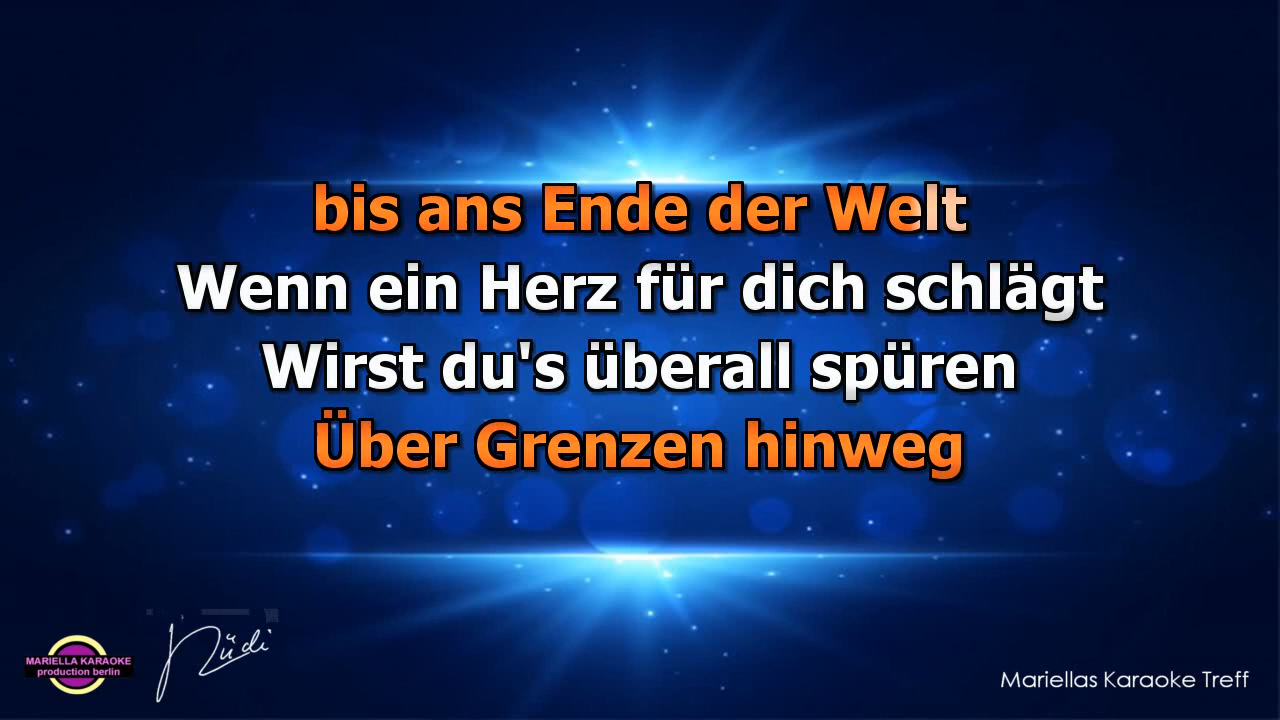 bis ans Ende der Welt
Wenn ein Herz für dich schlägt
Wirst du's überall spüren
Über Grenzen hinweg
Rüdi
MARIELLA KARAOKE
production berlin
Mariellas Karaoke Treff